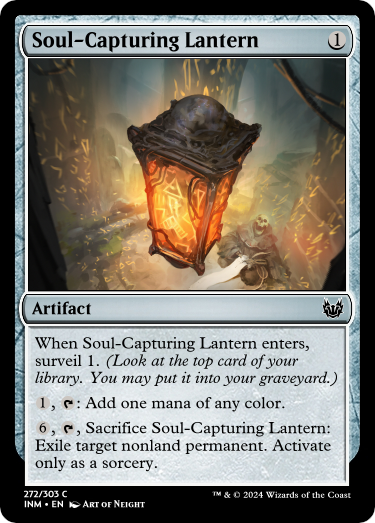 Soul-Capturing Lantern 1
Artifact
When Soul-Capturing Lantern enters,
surveil 1. (Look at the top card of your
library. You may put it into your graveyard.)
1, : Add one mana of any color.
6, , Sacrifice Soul-Capturing Lantern:
Exile target nonland permanent. Activate
only as a sorcery.
272/303 C
INM • EN Art of Neight
™ & © 2024 Wizards of the Coast